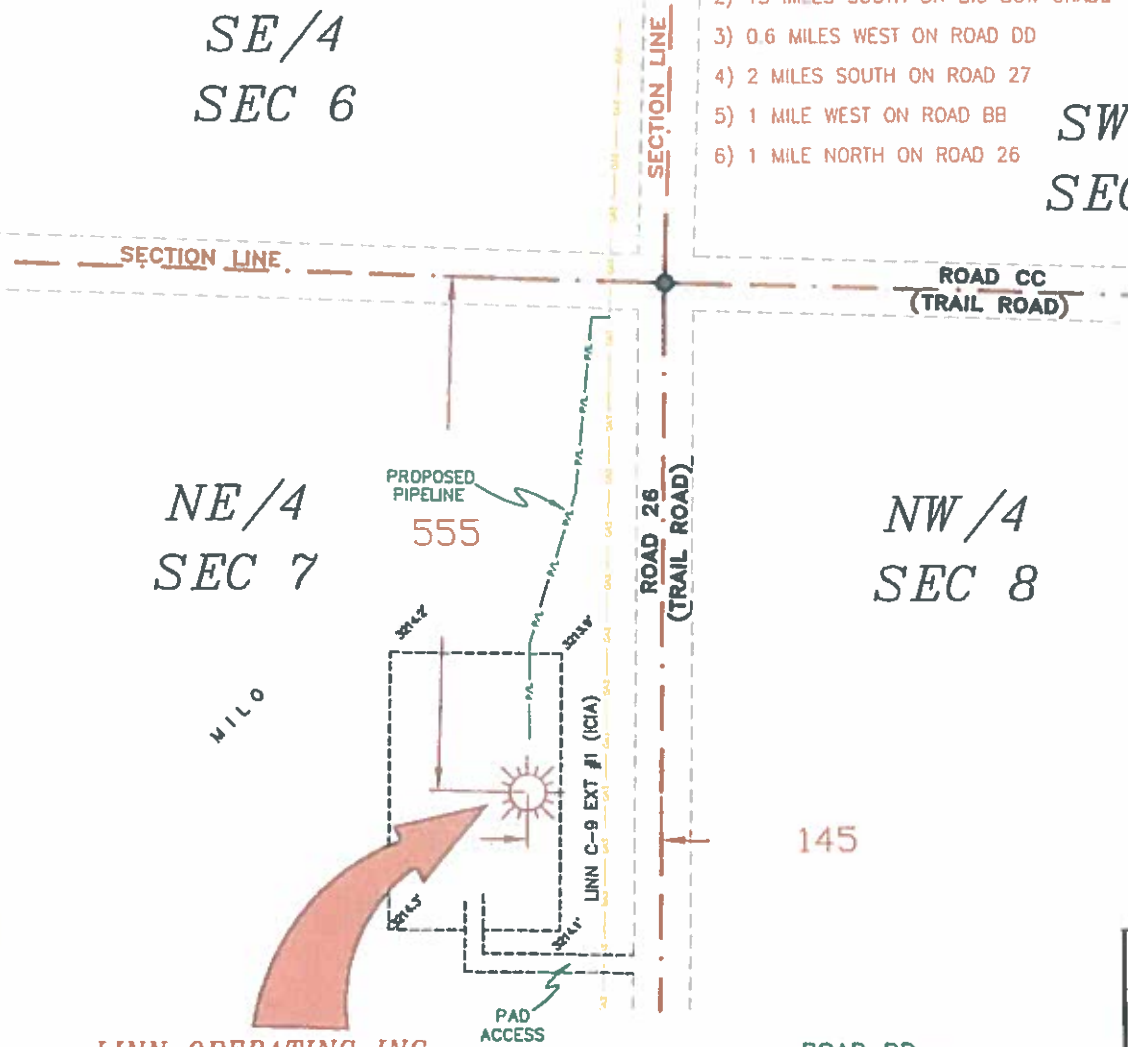 SE/4
SEC 6
SECTION LINE
3) 0.6 MILES WEST ON ROAD DD
4) 2 MILES SOUTH ON ROAD 27
5) 1 MILE WEST ON ROAD BB
6) 1 MILE NORTH ON ROAD 26
SW
SEC
SECTION LINE
ROAD CC
(TRAIL ROAD)
PROPOSED
PIPELINE
555
NE/4
SEC 7
ROAD 26
(TRAIL ROAD)
NW/4
SEC 8
P/L
P/L
P/L
P/L
P/L
P/L
P/L
MILO
LINN C-9 EXT #1 (ICIA)
145
PAD
ACCESS